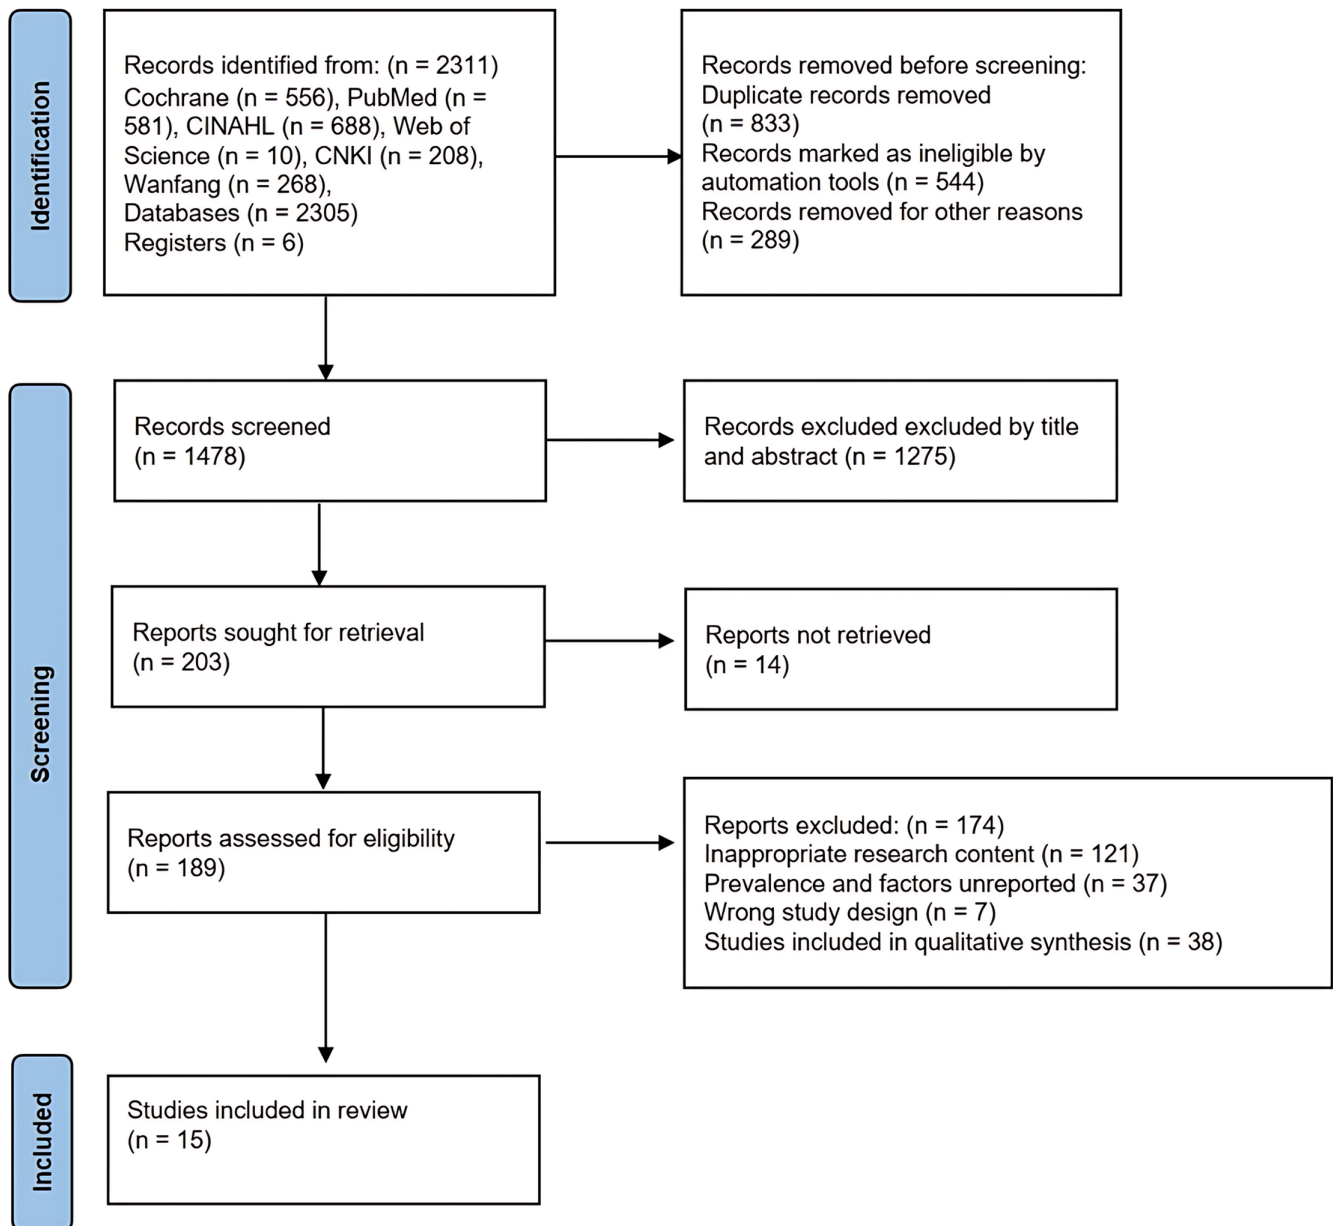 Identification
Records identified from: (n = 2311)
Cochrane (n = 556), PubMed (n =
581), CINAHL (n = 688), Web of
Science (n = 10), CNKI (n = 208),
Wanfang (n = 268),
Databases (n = 2305)
Registers (n = 6)
Records removed before screening:
Duplicate records removed
(n = 833)
Records marked as ineligible by
automation tools (n = 544)
Records removed for other reasons
(n = 289)
Screening
Records screened
(n = 1478)
Records excluded excluded by title
and abstract (n = 1275)
Reports sought for retrieval
(n = 203)
Reports not retrieved
(n = 14)
Reports assessed for eligibility
(n = 189)
Reports excluded: (n = 174)
Inappropriate research content (n = 121)
Prevalence and factors unreported (n = 37)
Wrong study design (n = 7)
Studies included in qualitative synthesis (n = 38)
Included
Studies included in review
(n = 15)